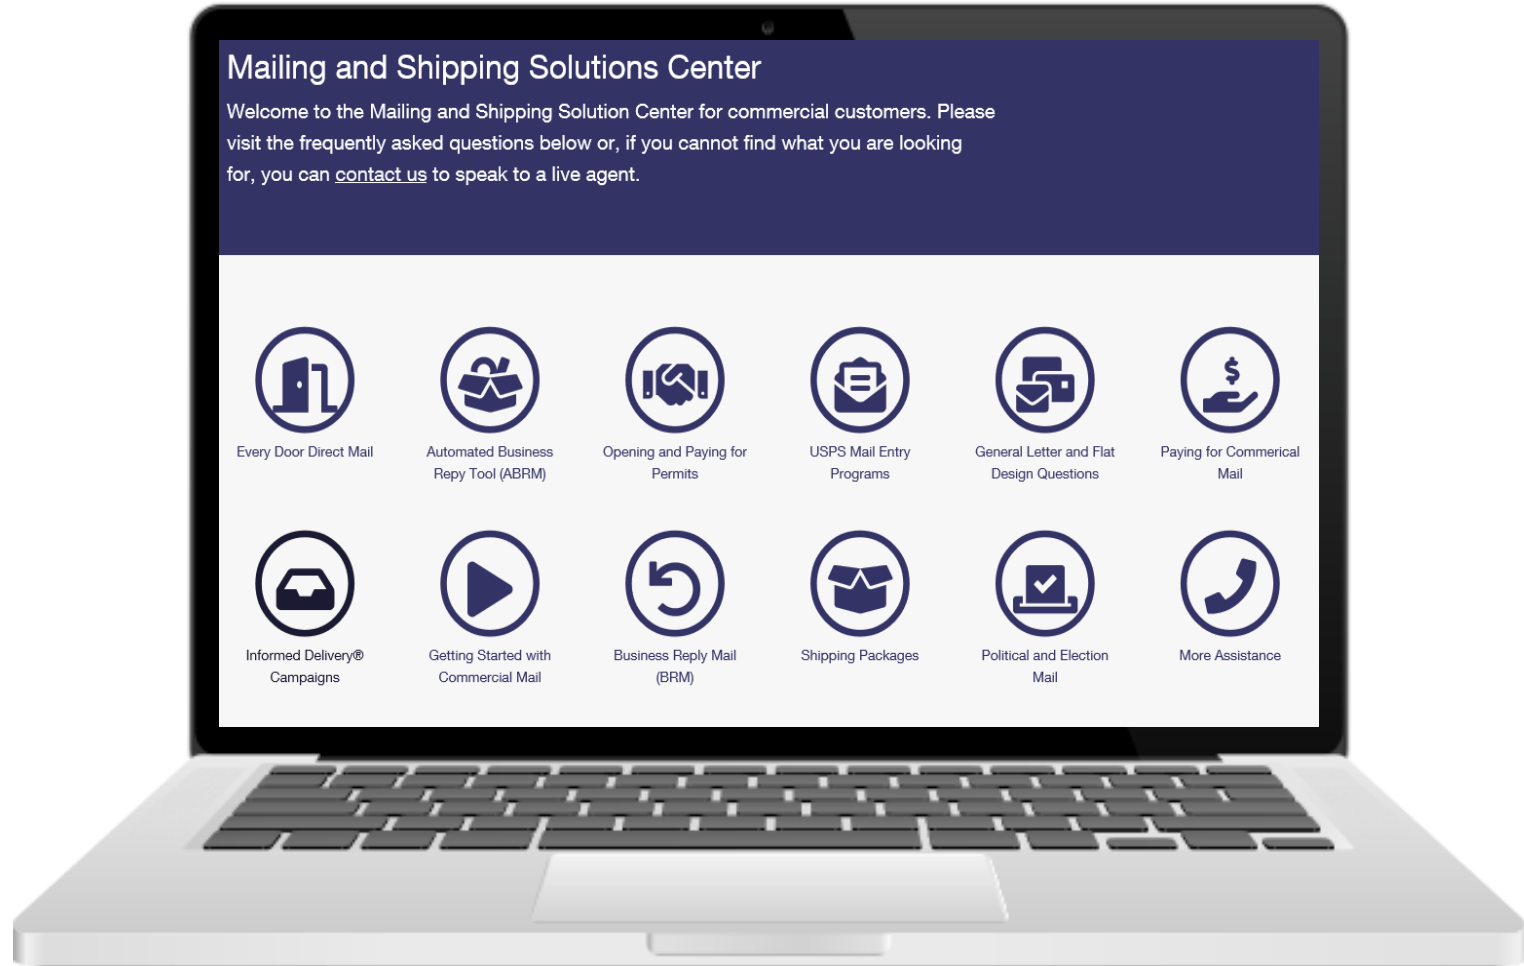 Mailing and Shipping Solutions Center
Welcome to the Mailing and Shipping Solution Center for commercial customers. Please
visit the frequently asked questions below or, if you cannot find what you are looking
for, you can contact us to speak to a live agent.
Every Door Direct Mail
Automated Business
Repy Tool (ABRM)
Opening and Paying for
Permits
USPS Mail Entry
Programs
General Letter and Flat
Design Questions
Paying for Commerical
Mail
Informed Delivery®
Campaigns
Getting Started with
Commercial Mail
Business Reply Mail
(BRM)
Shipping Packages
Political and Election
Mail
More Assistance